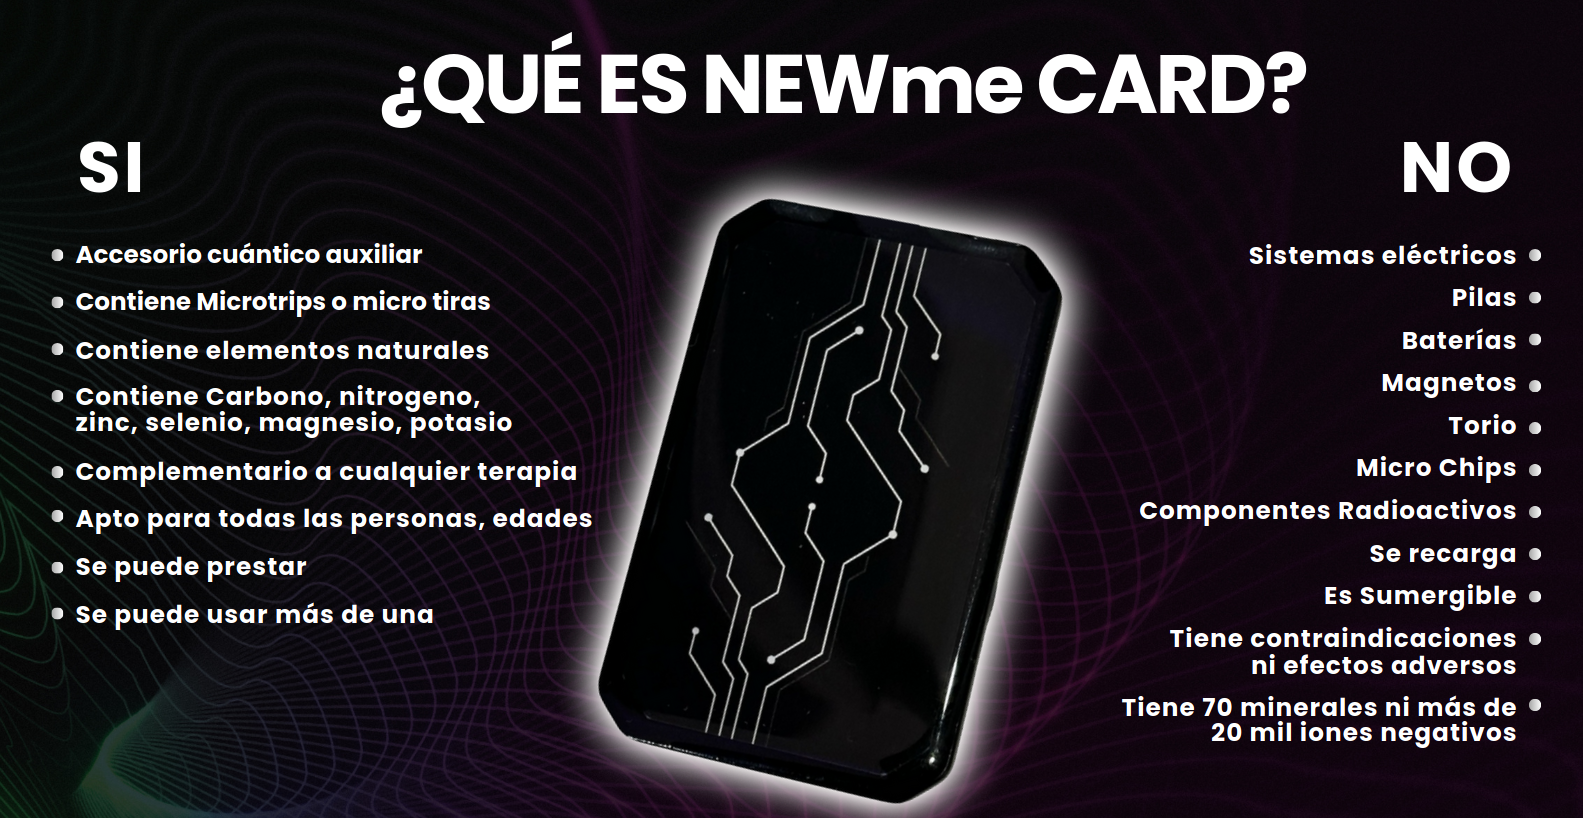 ¿QUÉ ES NEWme CARD?
SI
Accesorio cuántico auxiliar
Contiene Microtrips o micro tiras
Contiene elementos naturales
Contiene Carbono, nitrogeno,
zinc, selenio, magnesio, potasio
Complementario a cualquier terapia
Apto para todas las personas, edades
Se puede prestar
Se puede usar más de una
NO
Sistemas eléctricos
Pilas
Baterías
Magnetos
Torio
Micro Chips
Componentes Radioactivos
Se recarga
Es Sumergible
Tiene contraindicaciones
ni efectos adversos
Tiene 70 minerales ni más de
20 mil iones negativos